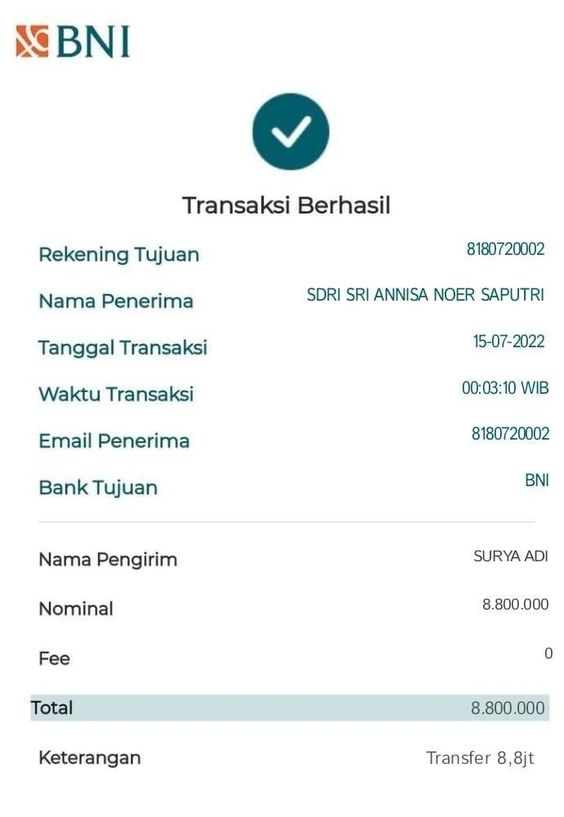 BNI
Transaksi Berhasil
Rekening Tujuan 8180720002
Nama Penerima SDRI SRI ANNISA NOER SAPUTRI
Tanggal Transaksi 15-07-2022
Waktu Transaksi 00:03:10 WIB
Email Penerima 8180720002
Bank Tujuan BNI
Nama Pengirim SURYA ADI
Nominal 8.800.000
Fee 0
Total 8.800.000
Keterangan Transfer 8,8jt